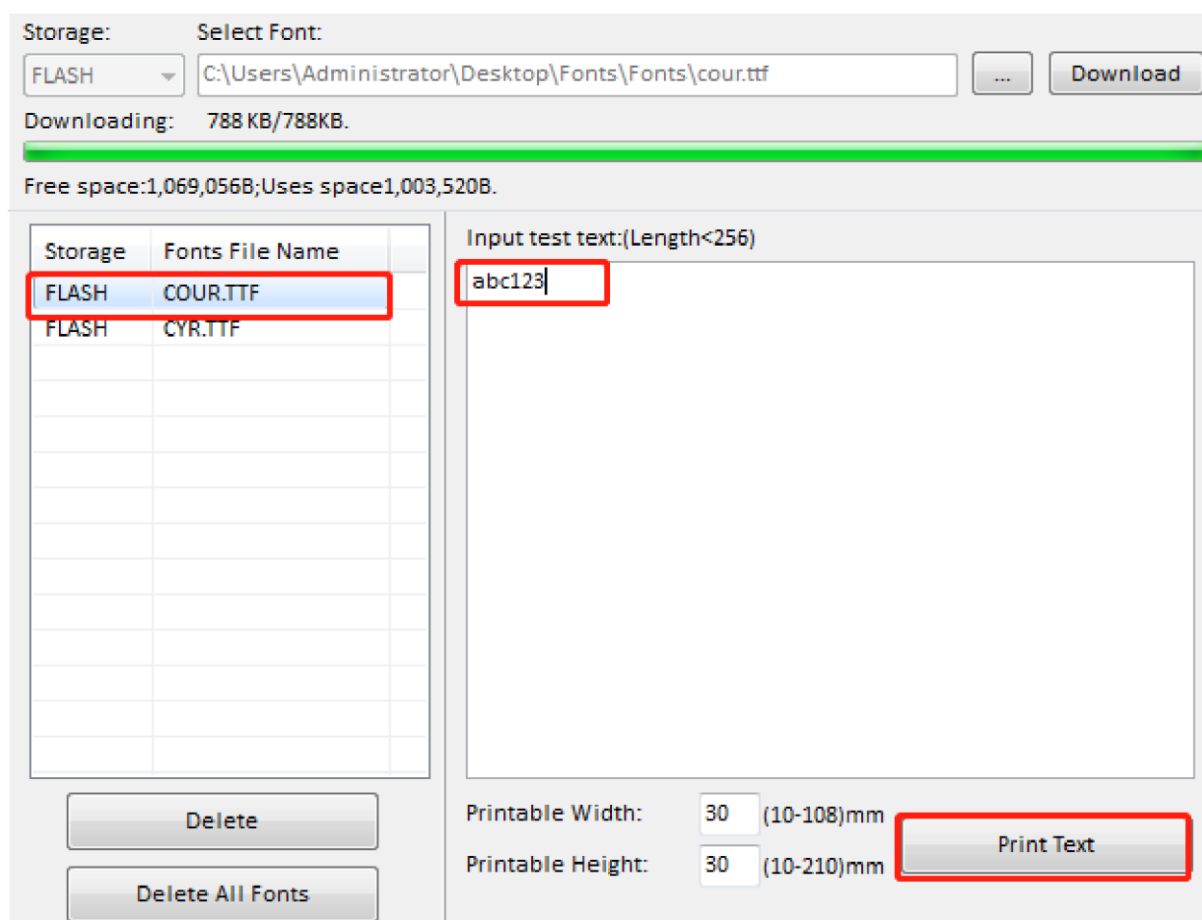 Storage: Select Font:
FLASH C:\Users\Administrator\Desktop\Fonts\Fonts\cour.ttf ... Download
Downloading: 788 KB/788KB.
Free space:1,069,056B;Uses space1,003,520B.
Storage Fonts File Name
FLASH COUR.TTF
FLASH CYR.TTF
Delete
Delete All Fonts
Input test text:(Length<256)
abc123
Printable Width: 30 (10-108)mm
Printable Height: 30 (10-210)mm
Print Text